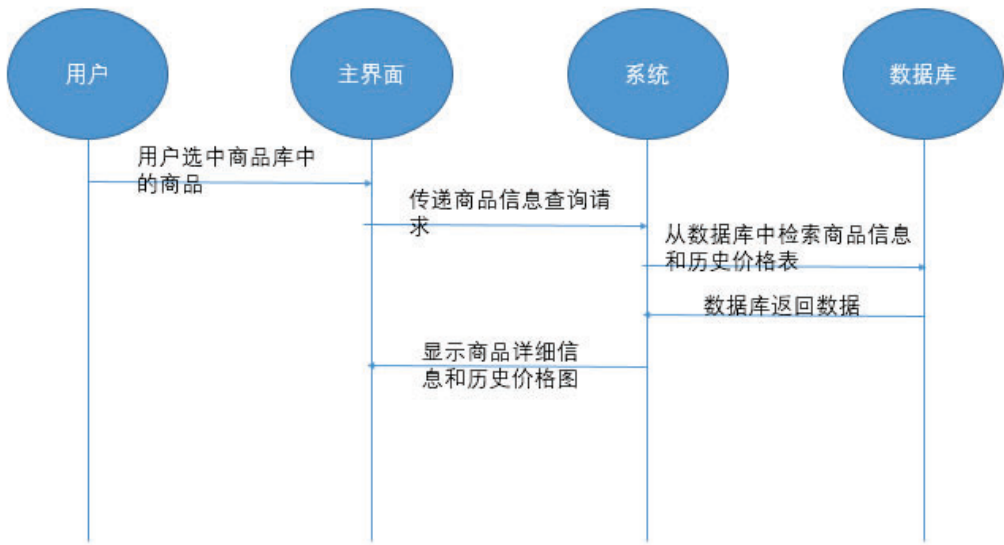 用户
主界面
系统
数据库
用户选中商品库中
的商品
传递商品信息查询请
求
从数据库中检索商品信息
和历史价格表
数据库返回数据
显示商品详细信
息和历史价格图